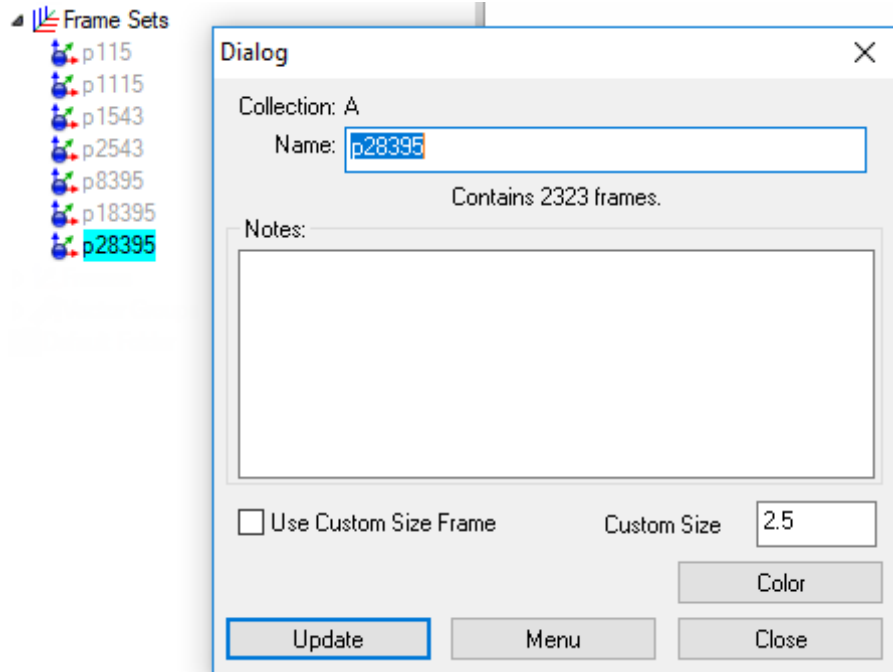 Frame Sets
p115
p1115
p1543
p2543
p8395
p18395
p28395
Dialog
Collection: A
Name: p28395
Contains 2323 frames.
Notes:
Use Custom Size Frame Custom Size 2.5
Color
Update Menu Close